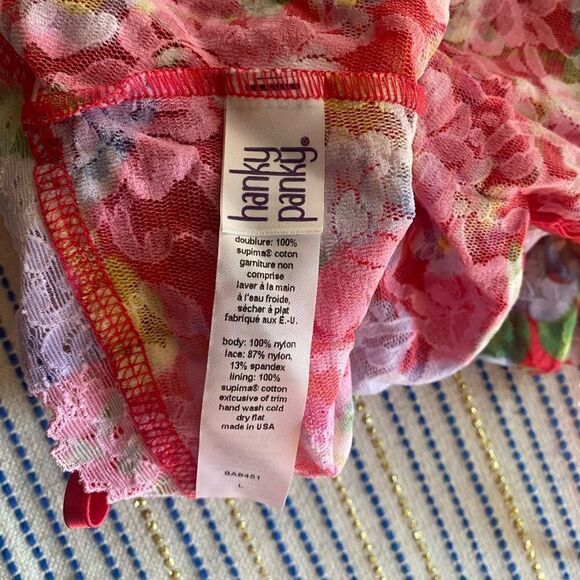 hanky
panky®
doublure: 100%
supima® coton
garniture non
comprise
laver à la main
à l'eau froide,
sécher à plat
fabriqué aux É.-U.
body: 100% nylon
lace: 87% nylon,
13% spandex
lining: 100%
supima® cotton
exlcusive of trim
hand wash cold
dry flat
made in USA
L